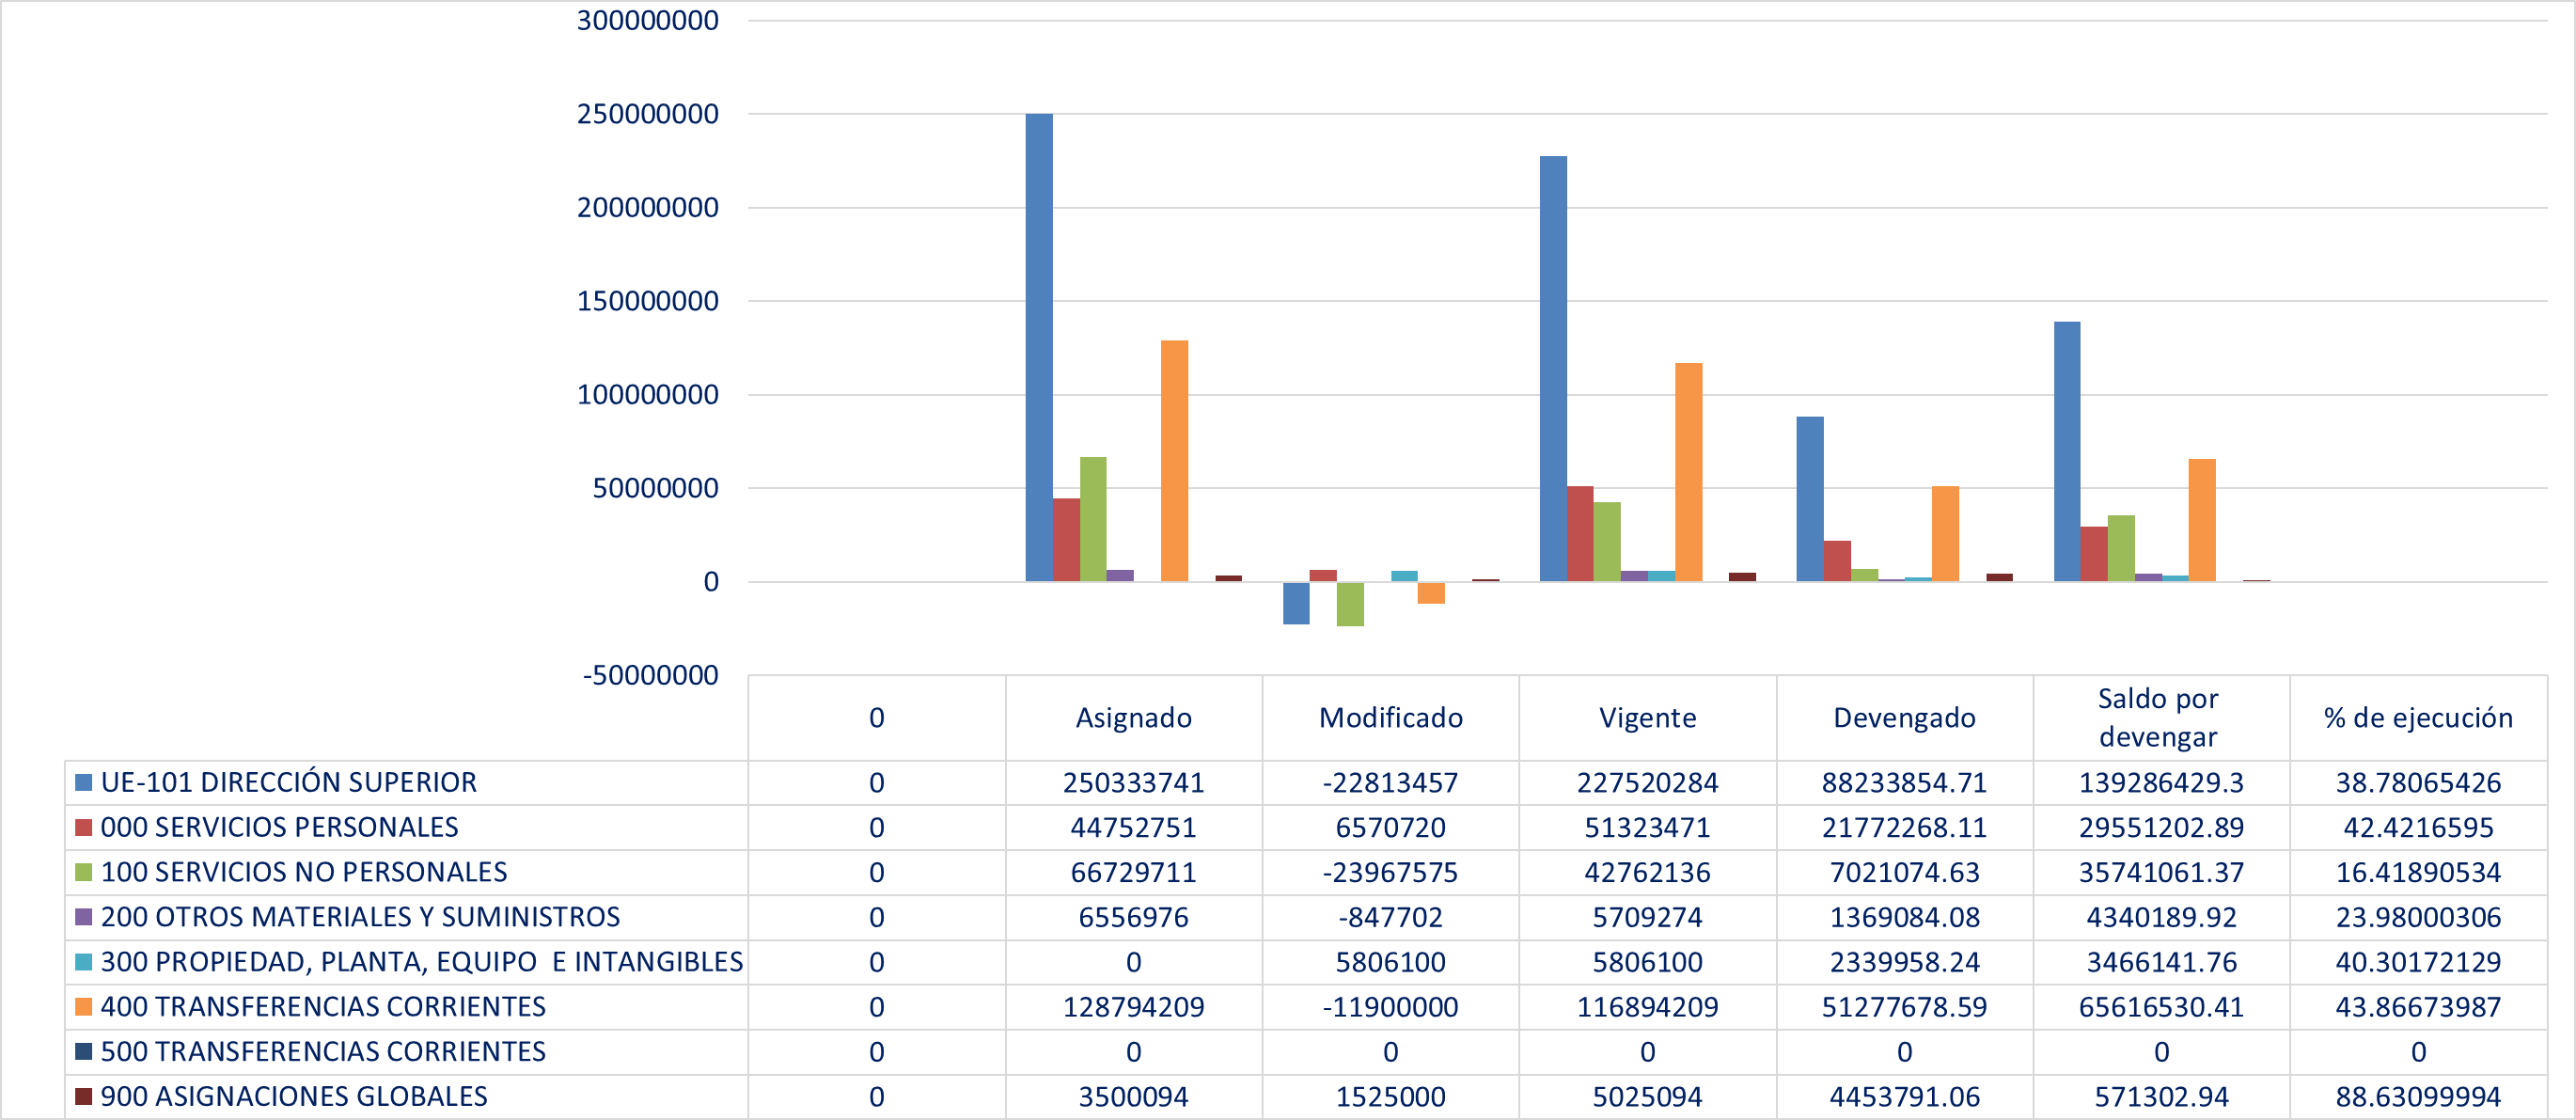 300000000
250000000
200000000
150000000
100000000
50000000
0
-50000000
0 Asignado Modificado Vigente Devengado Saldo por devengar % de ejecución
UE-101 DIRECCIÓN SUPERIOR 0 250333741 -22813457 227520284 88233854.71 139286429.3 38.78065426
000 SERVICIOS PERSONALES 0 44752751 6570720 51323471 21772268.11 29551202.89 42.4216595
100 SERVICIOS NO PERSONALES 0 66729711 -23967575 42762136 7021074.63 35741061.37 16.41890534
200 OTROS MATERIALES Y SUMINISTROS 0 6556976 -847702 5709274 1369084.08 4340189.92 23.98000306
300 PROPIEDAD, PLANTA, EQUIPO  E INTANGIBLES 0 0 5806100 5806100 2339958.24 3466141.76 40.30172129
400 TRANSFERENCIAS CORRIENTES 0 128794209 -11900000 116894209 51277678.59 65616530.41 43.86673987
500 TRANSFERENCIAS CORRIENTES 0 0 0 0 0 0 0
900 ASIGNACIONES GLOBALES 0 3500094 1525000 5025094 4453791.06 571302.94 88.63099994